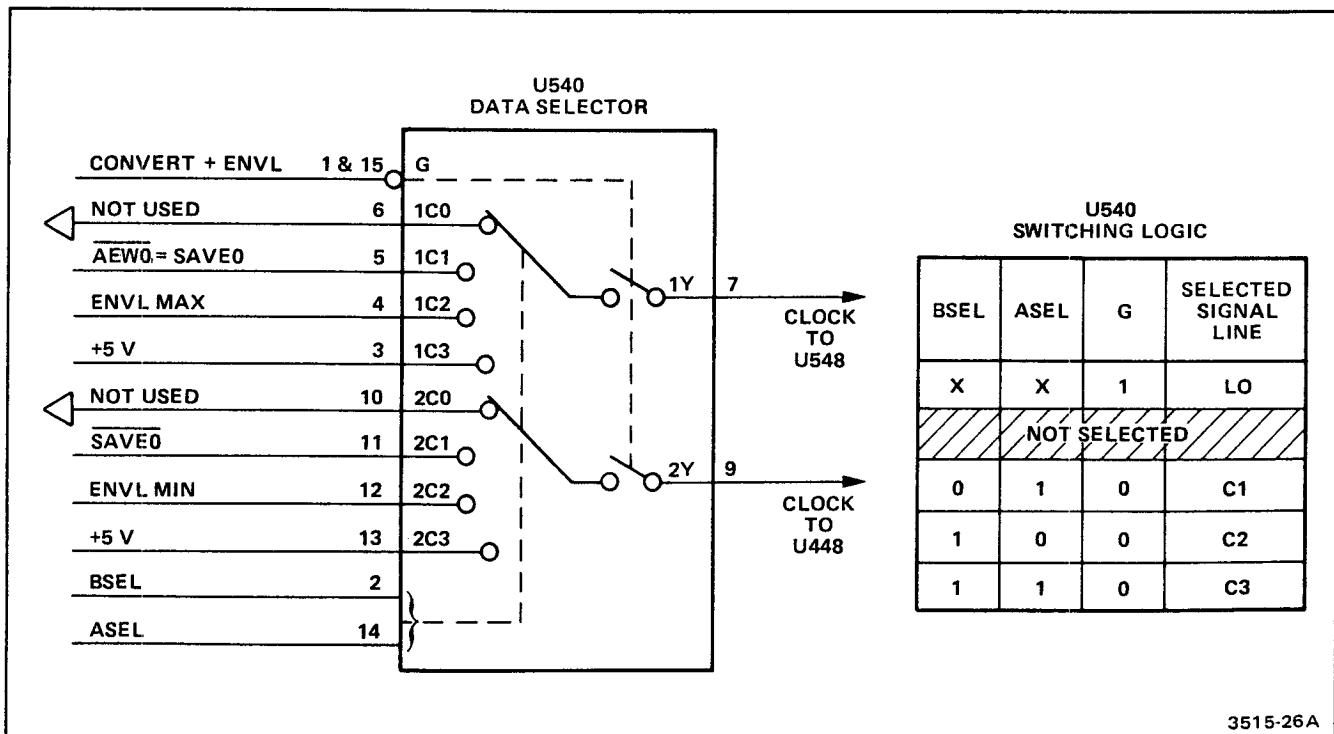 U540
DATA SELECTOR
CONVERT + ENVL 1 & 15 G
NOT USED 6 1C0
A̅E̅W̅0̅ = SAVE0 5 1C1
ENVL MAX 4 1C2
+5 V 3 1C3
NOT USED 10 2C0
S̅A̅V̅E̅0̅ 11 2C1
ENVL MIN 12 2C2
+5 V 13 2C3
BSEL 2
ASEL 14
1Y 7
CLOCK
TO
U548
2Y 9
CLOCK
TO
U448
U540
SWITCHING LOGIC
BSEL ASEL G SELECTED
SIGNAL
LINE
X X 1 LO
NOT SELECTED
0 1 0 C1
1 0 0 C2
1 1 0 C3
3515-26A